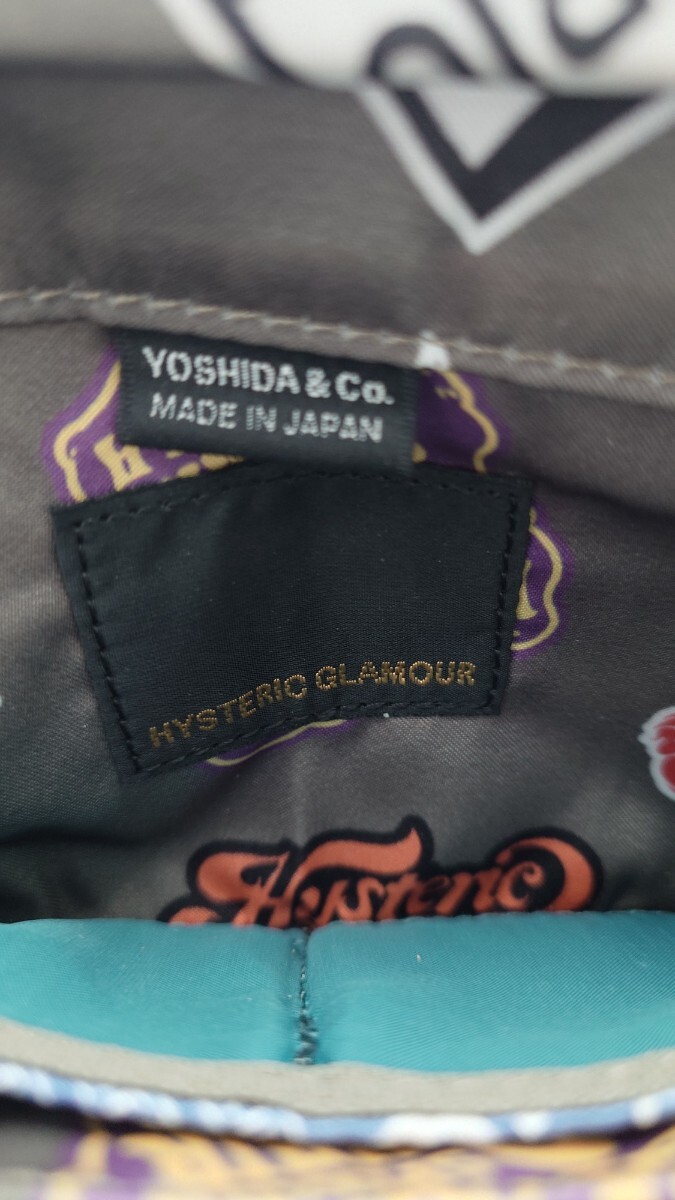 YOSHIDA & Co.
MADE IN JAPAN
HYSTERIC GLAMOUR
Hysteric